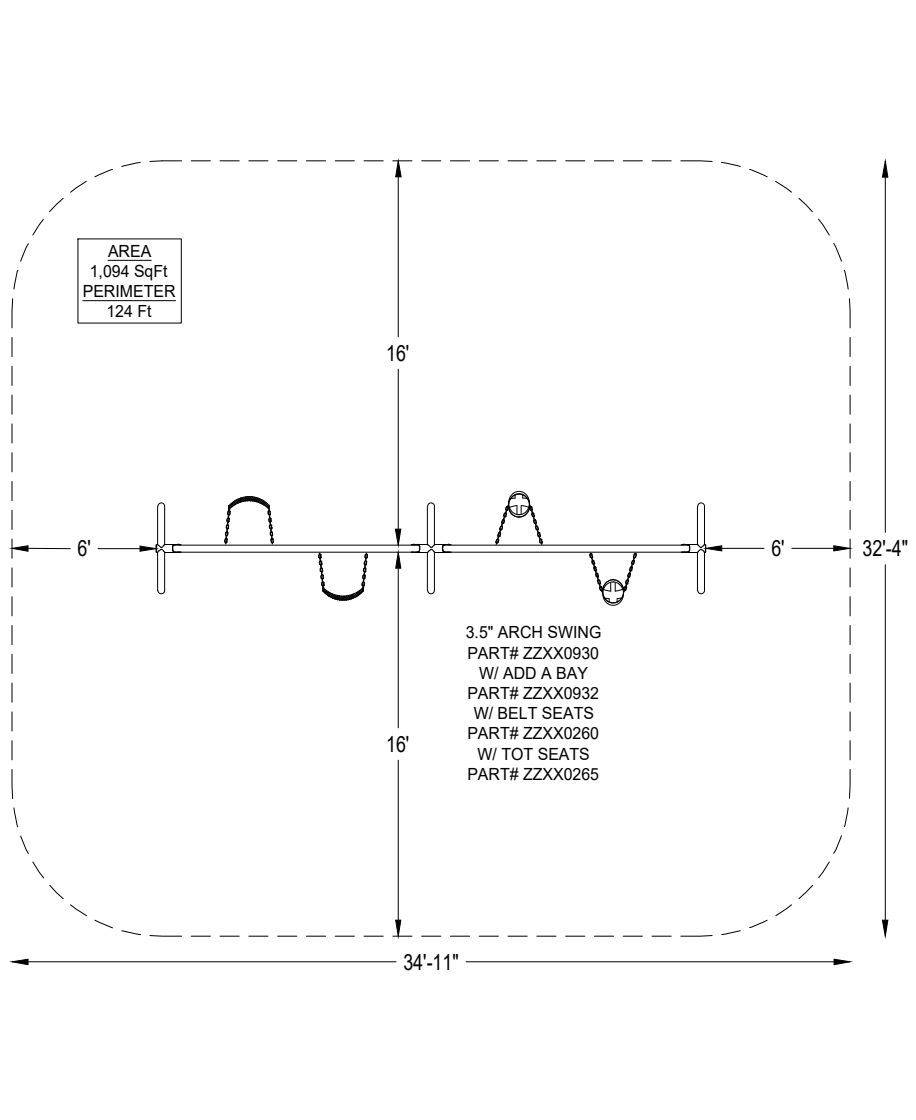 AREA
1,094 SqFt
PERIMETER
124 Ft
16'
6'
6'
32'-4"
3.5" ARCH SWING
PART# ZZXX0930
W/ ADD A BAY
PART# ZZXX0932
W/ BELT SEATS
PART# ZZXX0260
W/ TOT SEATS
PART# ZZXX0265
16'
34'-11"